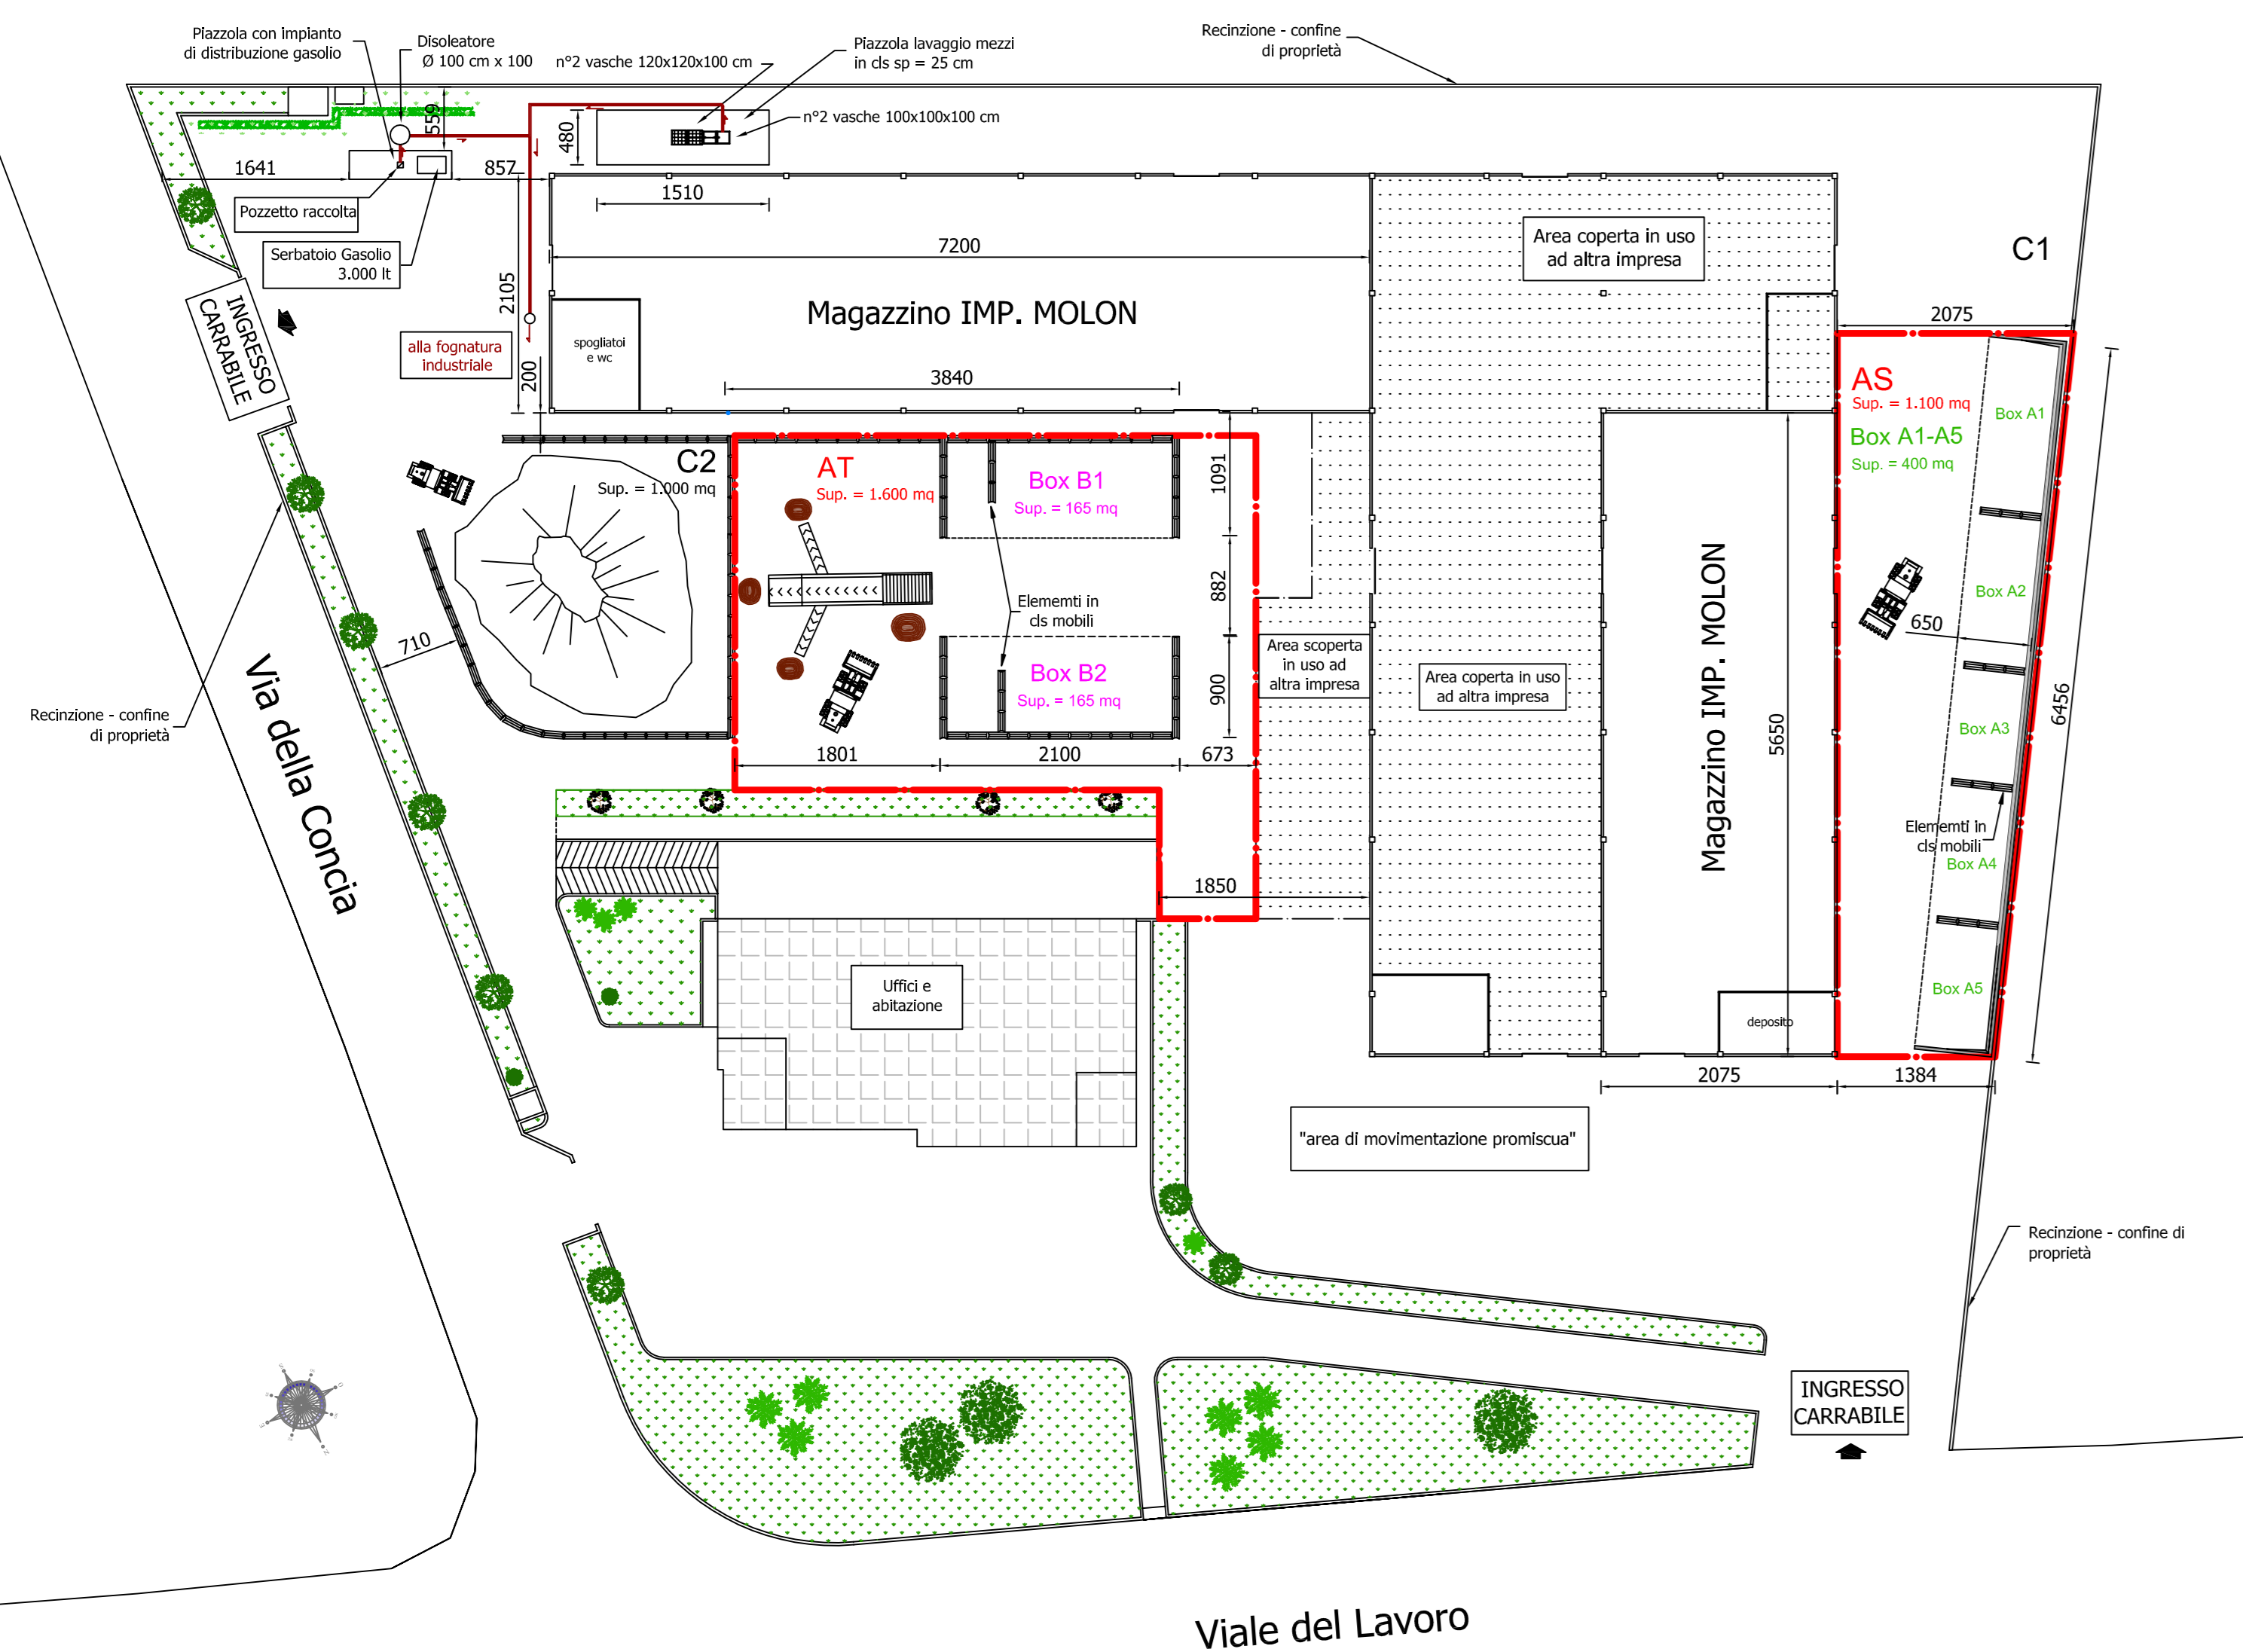 Piazzola con impianto
di distribuzione gasolio
Disoleatore
Ø 100 cm x 100
n°2 vasche 120x120x100 cm
Piazzola lavaggio mezzi
in cls sp = 25 cm
n°2 vasche 100x100x100 cm
Recinzione - confine
di proprietà
559
480
1641
857
1510
Pozzetto raccolta
Serbatoio Gasolio
3.000 lt
INGRESSO
CARRABILE
alla fognatura
industriale
2105
200
7200
Magazzino IMP. MOLON
spogliatoi
e wc
3840
Area coperta in uso
ad altra impresa
C1
2075
AS
Sup. = 1.100 mq
Box A1-A5
Sup. = 400 mq
Box A1
Box A2
650
Box A3
Elememti in
cls mobili
Box A4
Box A5
6456
C2
Sup. = 1.000 mq
AT
Sup. = 1.600 mq
Box B1
Sup. = 165 mq
Elememti in
cls mobili
Box B2
Sup. = 165 mq
1091
882
900
1801
2100
673
710
Area scoperta
in uso ad
altra impresa
Area coperta in uso
ad altra impresa
Magazzino IMP. MOLON
5650
deposito
1850
2075
1384
Recinzione - confine
di proprietà
Via della Concia
Uffici e
abitazione
"area di movimentazione promiscua"
Recinzione - confine di
proprietà
INGRESSO
CARRABILE
Viale del Lavoro